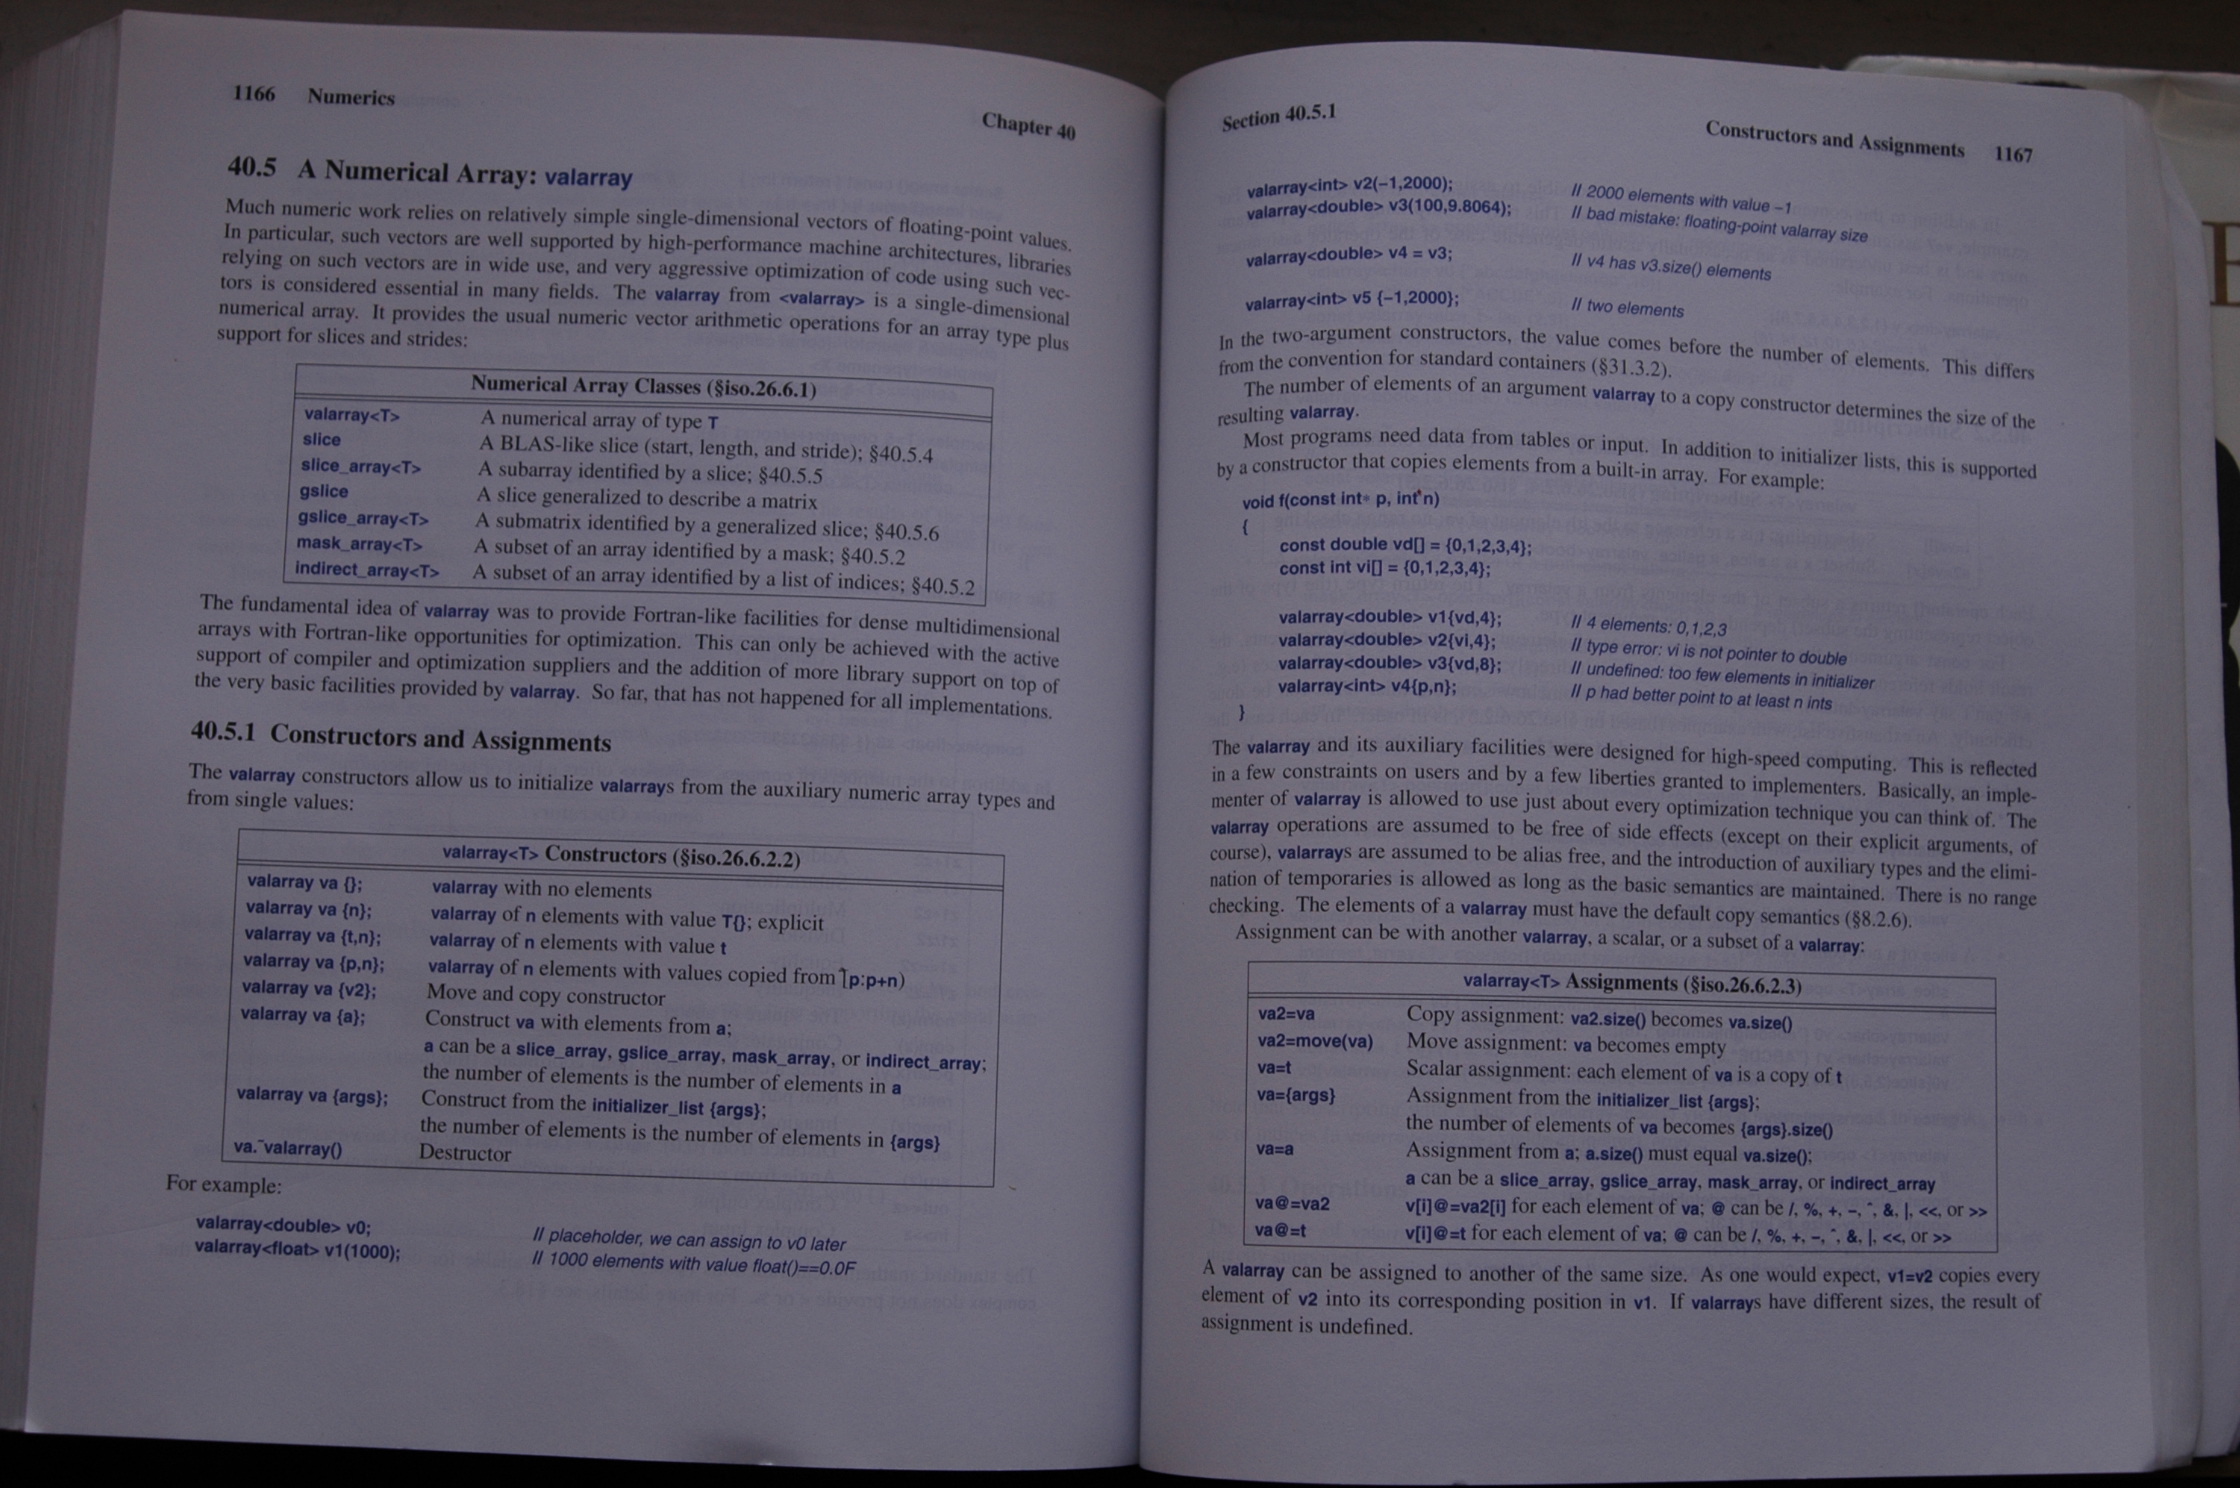 1166 Numerics Chapter 40
40.5 A Numerical Array: valarray
Much numeric work relies on relatively simple single-dimensional vectors of floating-point values.
In particular, such vectors are well supported by high-performance machine architectures, libraries
relying on such vectors are in wide use, and very aggressive optimization of code using such vec-
tors is considered essential in many fields. The valarray from <valarray> is a single-dimensional
numerical array. It provides the usual numeric vector arithmetic operations for an array type plus
support for slices and strides:
Numerical Array Classes (§iso.26.6.1)
valarray<T> A numerical array of type T
slice A BLAS-like slice (start, length, and stride); §40.5.4
slice_array<T> A subarray identified by a slice; §40.5.5
gslice A slice generalized to describe a matrix
gslice_array<T> A submatrix identified by a generalized slice; §40.5.6
mask_array<T> A subset of an array identified by a mask; §40.5.2
indirect_array<T> A subset of an array identified by a list of indices; §40.5.2
The fundamental idea of valarray was to provide Fortran-like facilities for dense multidimensional
arrays with Fortran-like opportunities for optimization. This can only be achieved with the active
support of compiler and optimization suppliers and the addition of more library support on top of
the very basic facilities provided by valarray. So far, that has not happened for all implementations.
40.5.1 Constructors and Assignments
The valarray constructors allow us to initialize valarrays from the auxiliary numeric array types and
from single values:
valarray<T> Constructors (§iso.26.6.2.2)
valarray va {}; valarray with no elements
valarray va {n}; valarray of n elements with value T{}; explicit
valarray va {t,n}; valarray of n elements with value t
valarray va {p,n}; valarray of n elements with values copied from [p:p+n)
valarray va {v2}; Move and copy constructor
valarray va {a}; Construct va with elements from a;
a can be a slice_array, gslice_array, mask_array, or indirect_array;
the number of elements is the number of elements in a
valarray va {args}; Construct from the initializer_list {args};
the number of elements is the number of elements in {args}
va.~valarray() Destructor
For example:
valarray<double> v0; // placeholder, we can assign to v0 later
valarray<float> v1(1000); // 1000 elements with value float()==0.0F
Section 40.5.1 Constructors and Assignments 1167
valarray<int> v2(−1,2000); // 2000 elements with value −1
valarray<double> v3(100,9.8064); // bad mistake: floating-point valarray size
valarray<double> v4 = v3; // v4 has v3.size() elements
valarray<int> v5 {−1,2000}; // two elements
In the two-argument constructors, the value comes before the number of elements. This differs
from the convention for standard containers (§31.3.2).
The number of elements of an argument valarray to a copy constructor determines the size of the
resulting valarray.
Most programs need data from tables or input. In addition to initializer lists, this is supported
by a constructor that copies elements from a built-in array. For example:
void f(const int* p, int n)
{
const double vd[] = {0,1,2,3,4};
const int vi[] = {0,1,2,3,4};
valarray<double> v1{vd,4}; // 4 elements: 0,1,2,3
valarray<double> v2{vi,4}; // type error: vi is not pointer to double
valarray<double> v3{vd,8}; // undefined: too few elements in initializer
valarray<int> v4{p,n}; // p had better point to at least n ints
}
The valarray and its auxiliary facilities were designed for high-speed computing. This is reflected
in a few constraints on users and by a few liberties granted to implementers. Basically, an imple-
menter of valarray is allowed to use just about every optimization technique you can think of. The
valarray operations are assumed to be free of side effects (except on their explicit arguments, of
course), valarrays are assumed to be alias free, and the introduction of auxiliary types and the elimi-
nation of temporaries is allowed as long as the basic semantics are maintained. There is no range
checking. The elements of a valarray must have the default copy semantics (§8.2.6).
Assignment can be with another valarray, a scalar, or a subset of a valarray:
valarray<T> Assignments (§iso.26.6.2.3)
va2=va Copy assignment: va2.size() becomes va.size()
va2=move(va) Move assignment: va becomes empty
va=t Scalar assignment: each element of va is a copy of t
va={args} Assignment from the initializer_list {args};
the number of elements of va becomes {args}.size()
va=a Assignment from a; a.size() must equal va.size();
a can be a slice_array, gslice_array, mask_array, or indirect_array
va@=va2 v[i]@=va2[i] for each element of va; @ can be /, %, +, −, ^, &, |, <<, or >>
va@=t v[i]@=t for each element of va; @ can be /, %, +, −, ^, &, |, <<, or >>
A valarray can be assigned to another of the same size. As one would expect, v1=v2 copies every
element of v2 into its corresponding position in v1. If valarrays have different sizes, the result of
assignment is undefined.